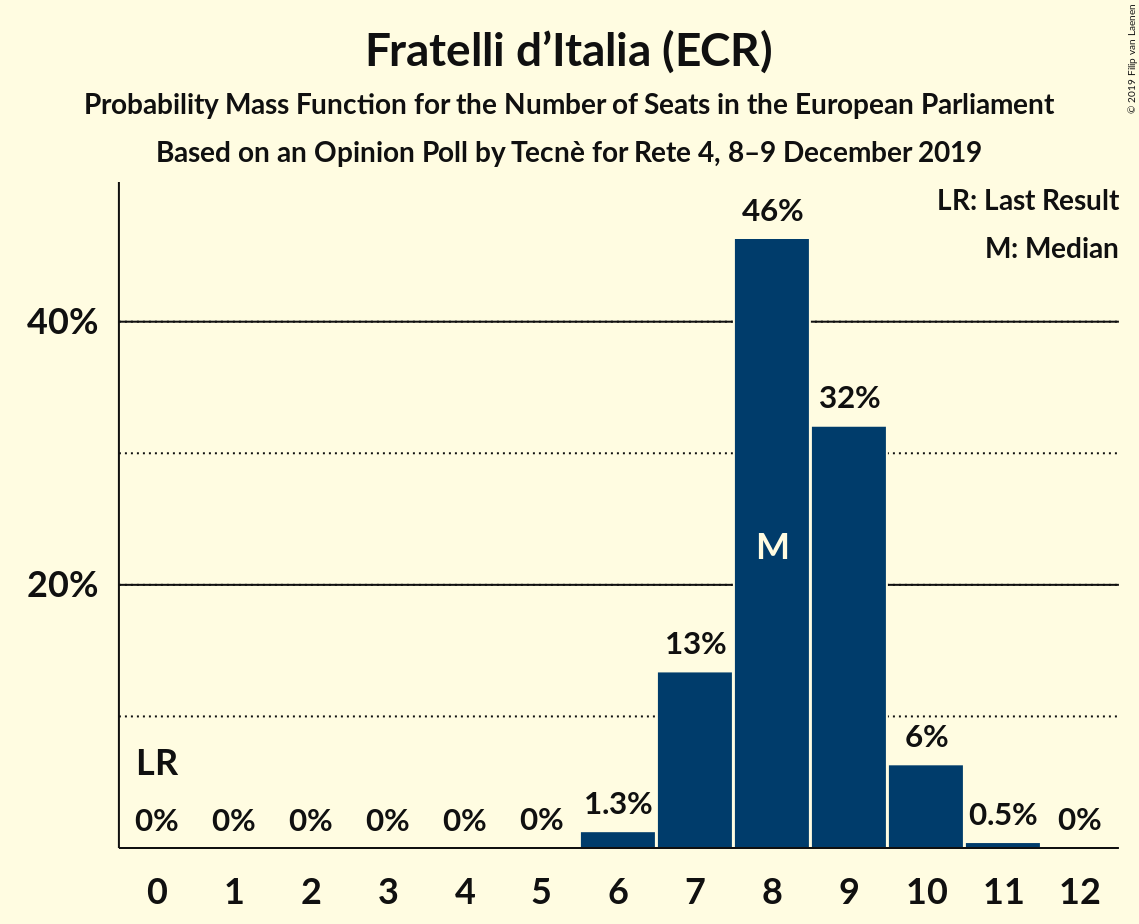 Fratelli d’Italia (ECR)
Probability Mass Function for the Number of Seats in the European Parliament
Based on an Opinion Poll by Tecnè for Rete 4, 8–9 December 2019
© 2019 Filip van Laenen
LR: Last Result
M: Median
46%
40%
32%
M
20%
13%
6%
LR
0% 0% 0% 0% 0% 0% 1.3% 0.5% 0%
0 1 2 3 4 5 6 7 8 9 10 11 12